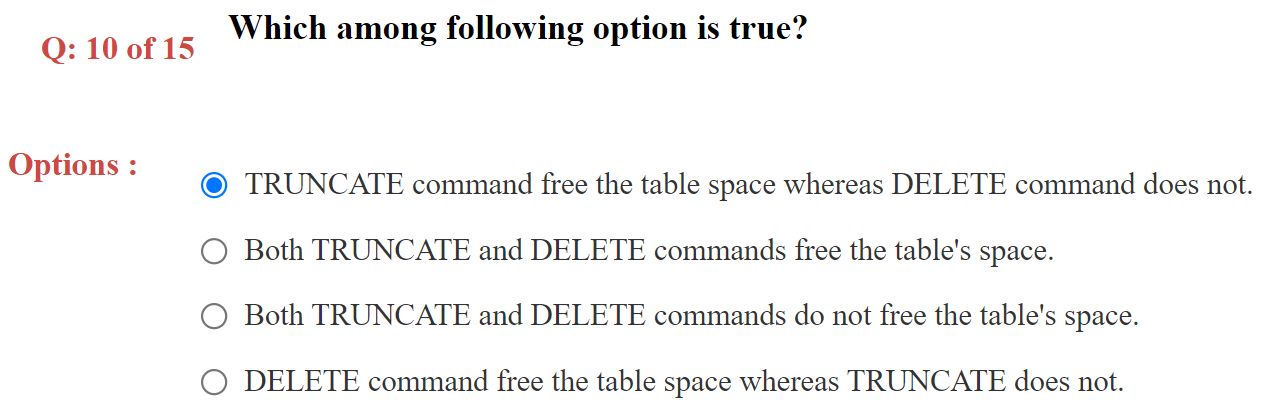 Which among following option is true?
Q: 10 of 15
Options :
TRUNCATE command free the table space whereas DELETE command does not.
Both TRUNCATE and DELETE commands free the table's space.
Both TRUNCATE and DELETE commands do not free the table's space.
DELETE command free the table space whereas TRUNCATE does not.